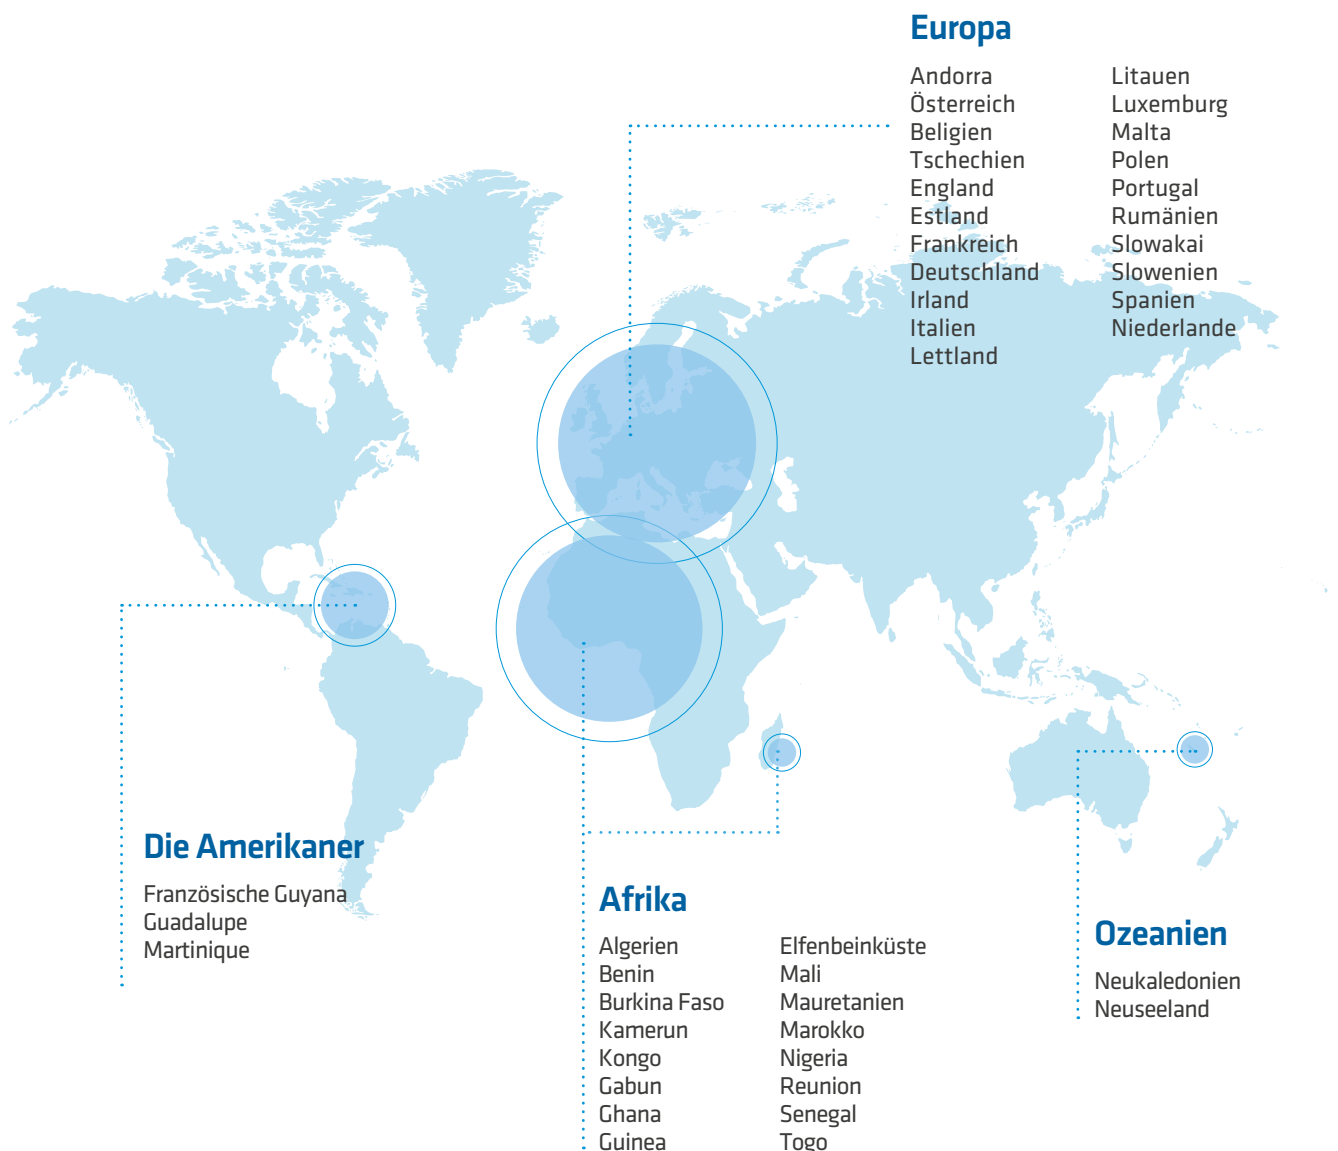 Europa
Andorra
Österreich
Beligien
Tschechien
England
Estland
Frankreich
Deutschland
Irland
Italien
Lettland
Litauen
Luxemburg
Malta
Polen
Portugal
Rumänien
Slowakai
Slowenien
Spanien
Niederlande
Die Amerikaner
Französische Guyana
Guadalupe
Martinique
Afrika
Algerien
Benin
Burkina Faso
Kamerun
Kongo
Gabun
Ghana
Guinea
Elfenbeinküste
Mali
Mauretanien
Marokko
Nigeria
Reunion
Senegal
Togo
Ozeanien
Neukaledonien
Neuseeland